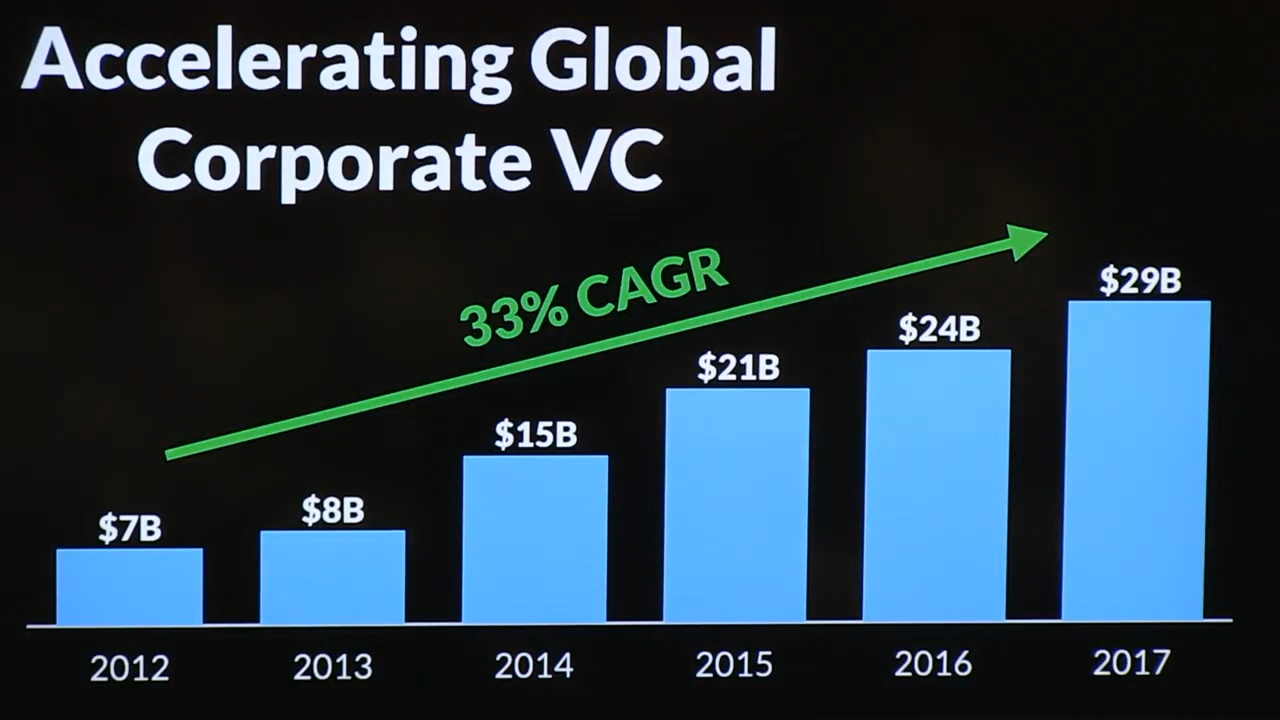 Accelerating Global
Corporate VC
33% CAGR
$7B
$8B
$15B
$21B
$24B
$29B
2012 2013 2014 2015 2016 2017